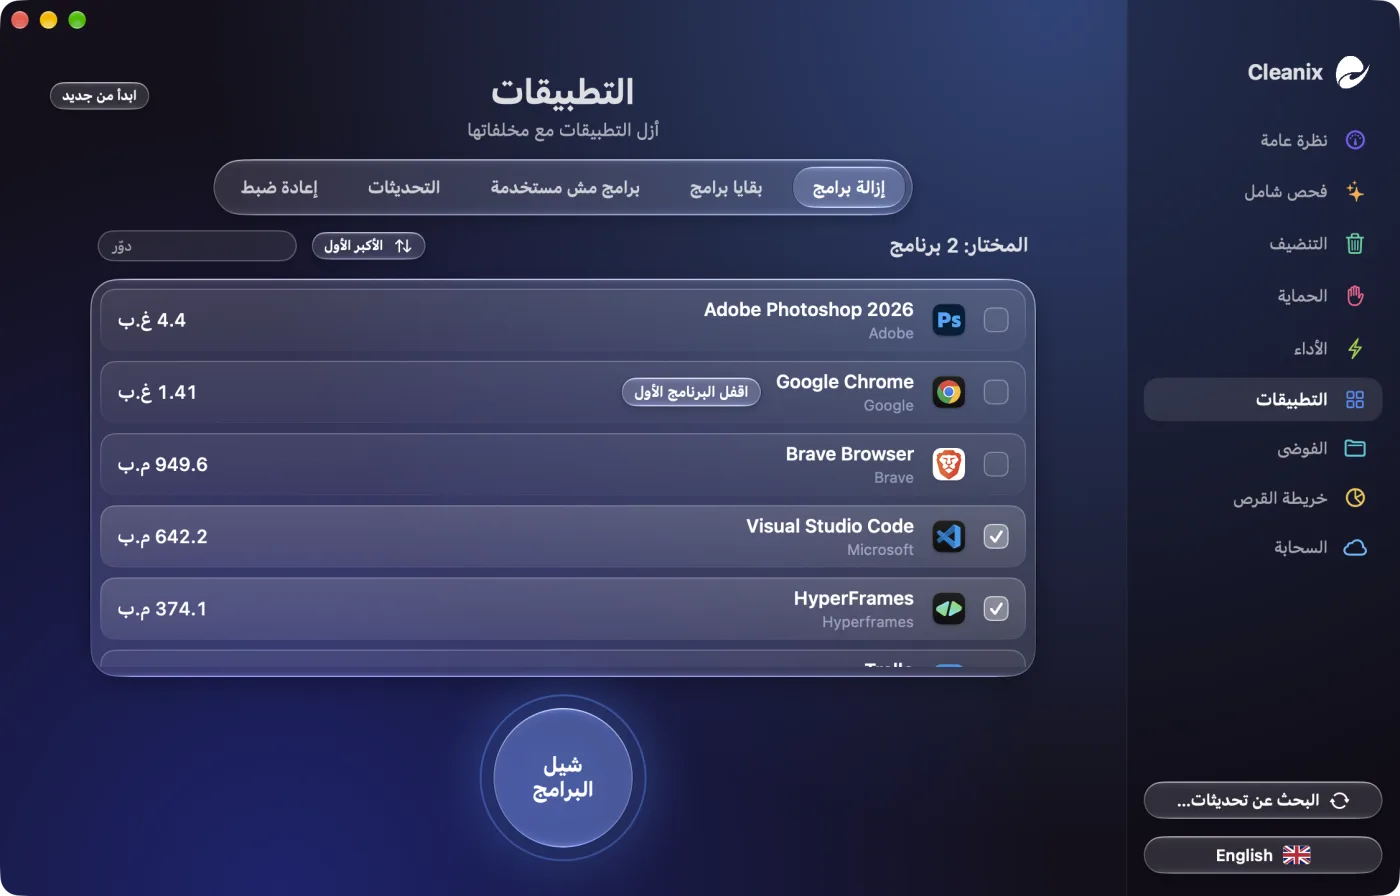 Cleanix
نظرة عامة
فحص شامل
التنضيف
الحماية
الأداء
التطبيقات
الفوضى
خريطة القرص
السحابة
البحث عن تحديثات...
English
ابدأ من جديد
التطبيقات
أزل التطبيقات مع مخلفاتها
إزالة برامج
بقايا برامج
برامج مش مستخدمة
التحديثات
إعادة ضبط
المختار: 2 برنامج
الأكبر الأول
دوّر
Adobe Photoshop 2026
Adobe
Ps
4.4 غ.ب
Google Chrome
Google
اقفل البرنامج الأول
1.41 غ.ب
Brave Browser
Brave
949.6 م.ب
Visual Studio Code
Microsoft
642.2 م.ب
HyperFrames
Hyperframes
374.1 م.ب
شيل
البرامج